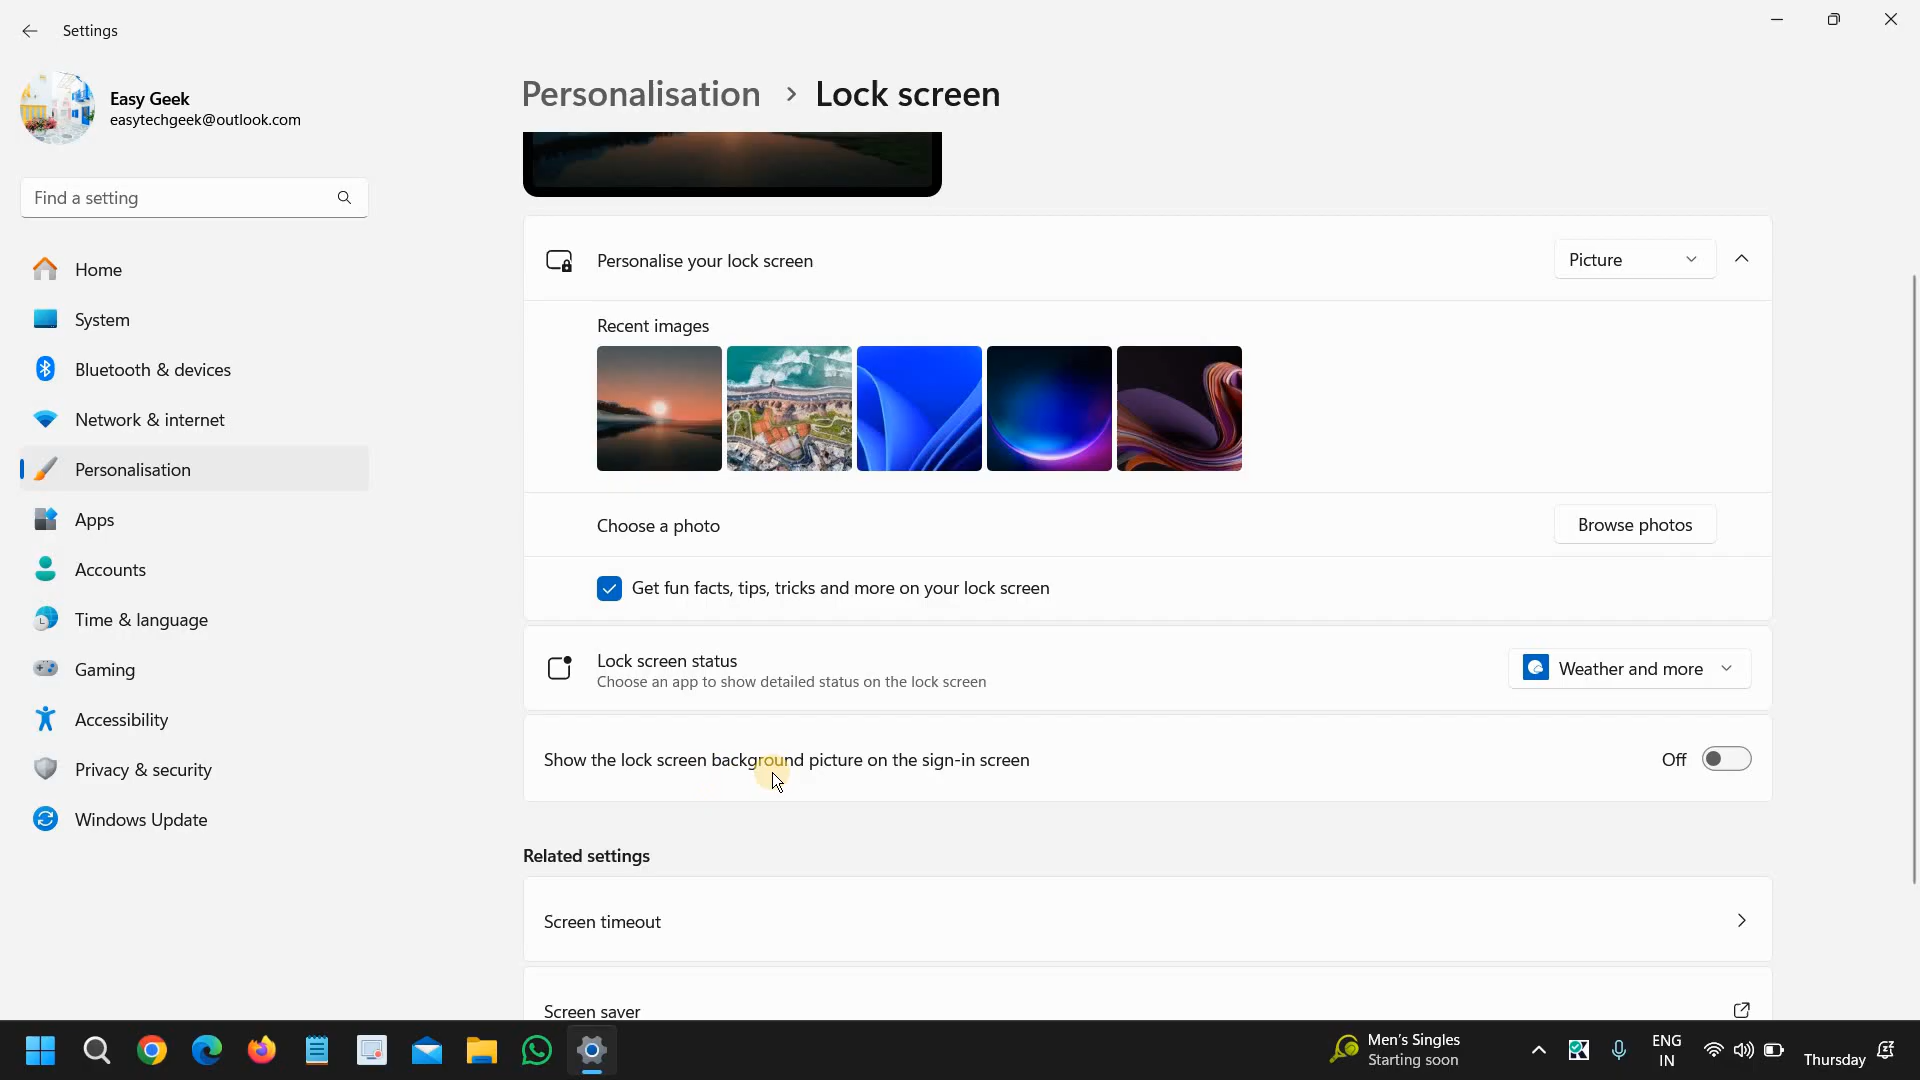 Settings
Easy Geek
easytechgeek@outlook.com
Find a setting
Home
System
Bluetooth & devices
Network & internet
Personalisation
Apps
Accounts
Time & language
Gaming
Accessibility
Privacy & security
Windows Update
Personalisation > Lock screen
Personalise your lock screen
Picture
Recent images
Choose a photo
Browse photos
Get fun facts, tips, tricks and more on your lock screen
Lock screen status
Choose an app to show detailed status on the lock screen
Weather and more
Show the lock screen background picture on the sign-in screen
Off
Related settings
Screen timeout
Screen saver
Men's Singles
Starting soon
ENG
IN
Thursday